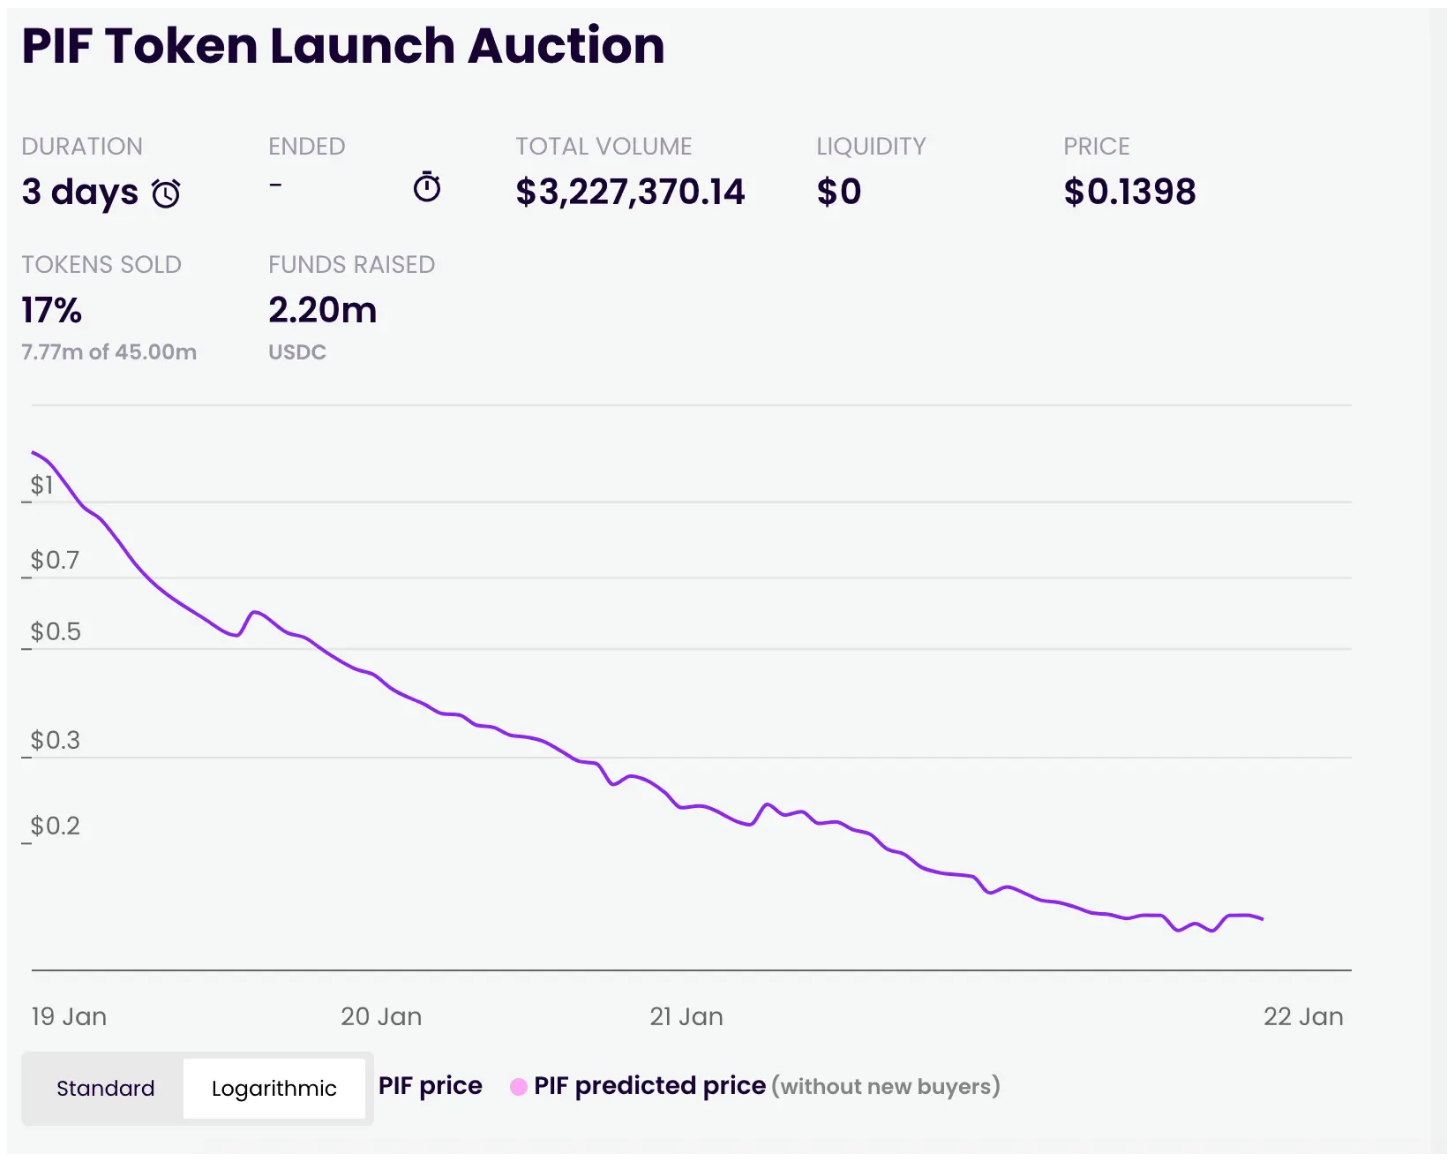 PIF Token Launch Auction
DURATION ENDED TOTAL VOLUME LIQUIDITY PRICE
3 days - $3,227,370.14 $0 $0.1398
TOKENS SOLD FUNDS RAISED
17% 2.20m
7.77m of 45.00m USDC
$1
$0.7
$0.5
$0.3
$0.2
19 Jan 20 Jan 21 Jan 22 Jan
Standard Logarithmic PIF price PIF predicted price (without new buyers)